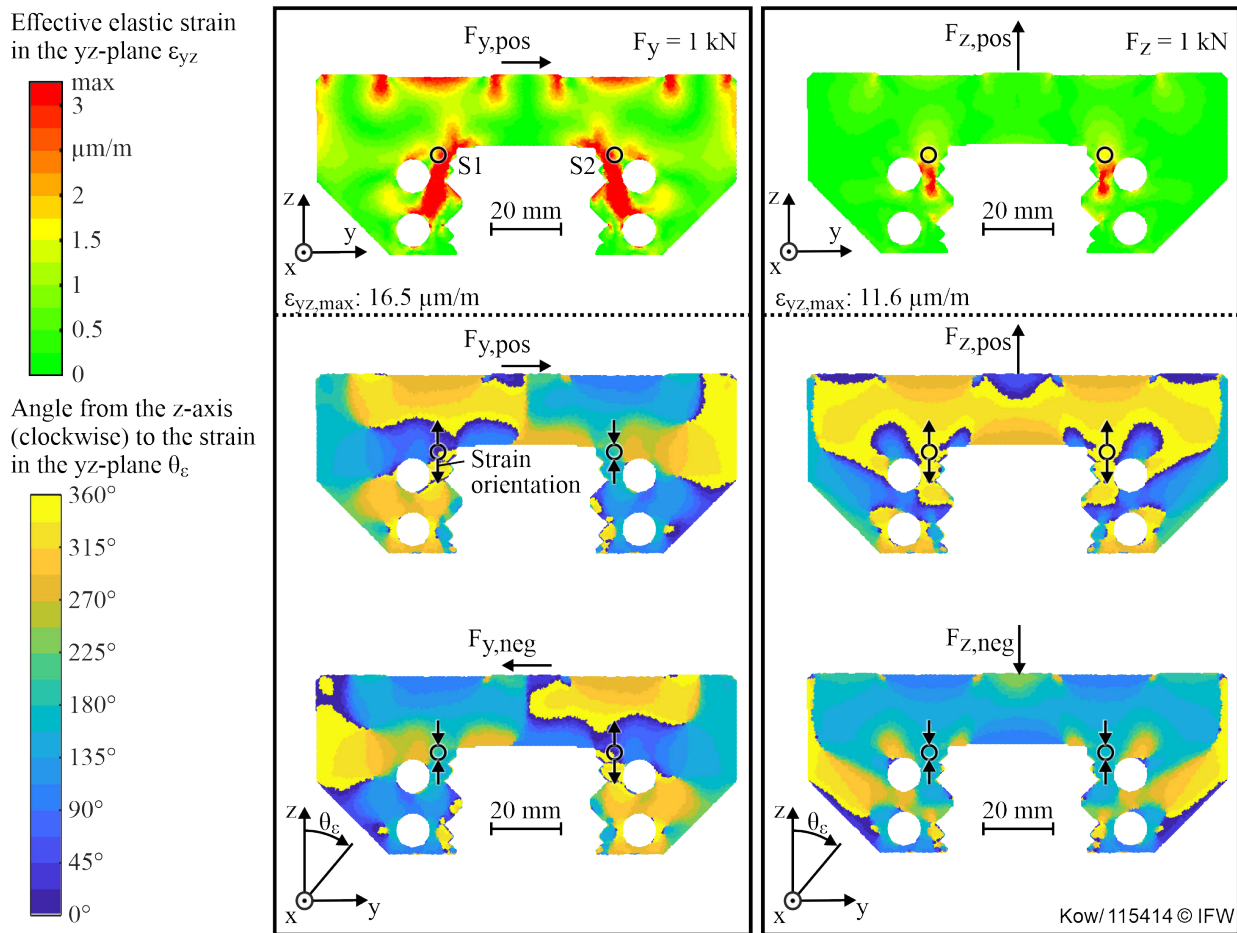 Effective elastic strain
in the yz-plane εyz
max
3
µm/m
2
1.5
1
0.5
0
Angle from the z-axis
(clockwise) to the strain
in the yz-plane θε
360°
315°
270°
225°
180°
135°
90°
45°
0°
Fy,pos
Fy = 1 kN
S1
S2
z
y
x
20 mm
εyz,max: 16.5 µm/m
Fy,pos
Strain
orientation
Fy,neg
z
θε
y
x
20 mm
Fz,pos
Fz = 1 kN
z
y
x
20 mm
εyz,max: 11.6 µm/m
Fz,pos
Fz,neg
z
θε
y
x
20 mm
Kow/ 115414 © IFW